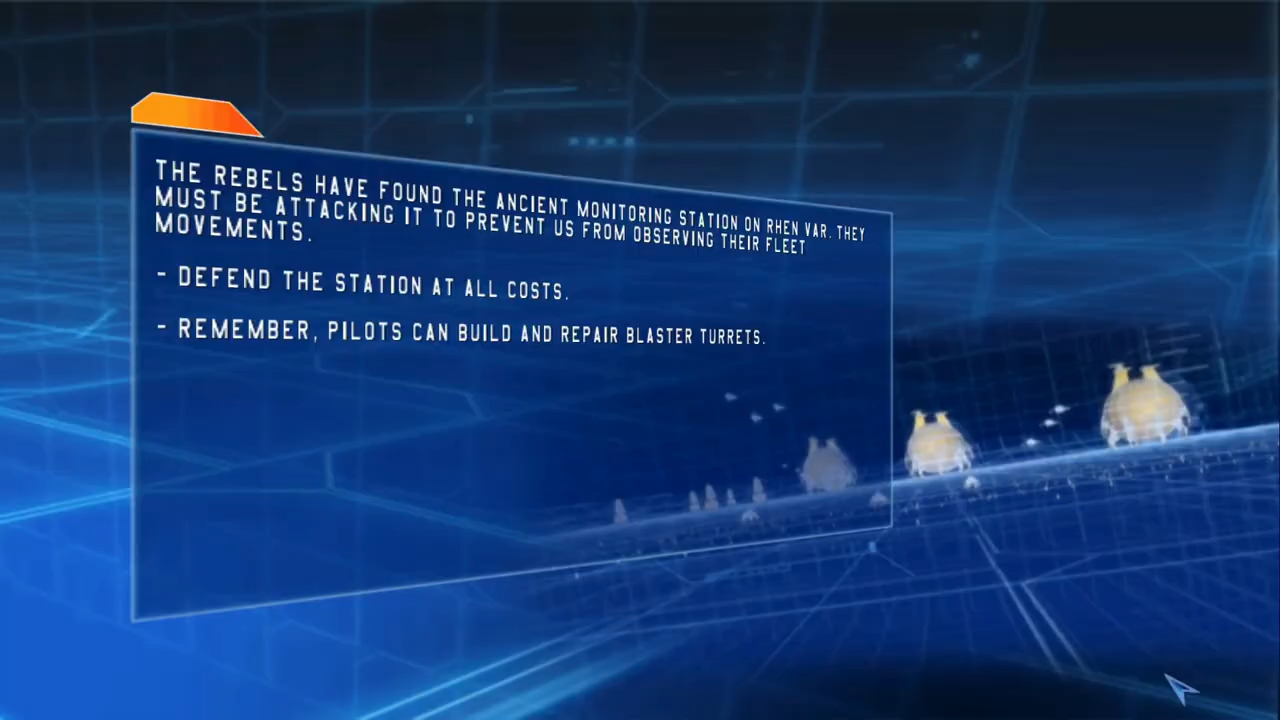 THE REBELS HAVE FOUND THE ANCIENT MONITORING STATION ON RHEN VAR. THEY
MUST BE ATTACKING IT TO PREVENT US FROM OBSERVING THEIR FLEET
MOVEMENTS.
- DEFEND THE STATION AT ALL COSTS.
- REMEMBER, PILOTS CAN BUILD AND REPAIR BLASTER TURRETS.